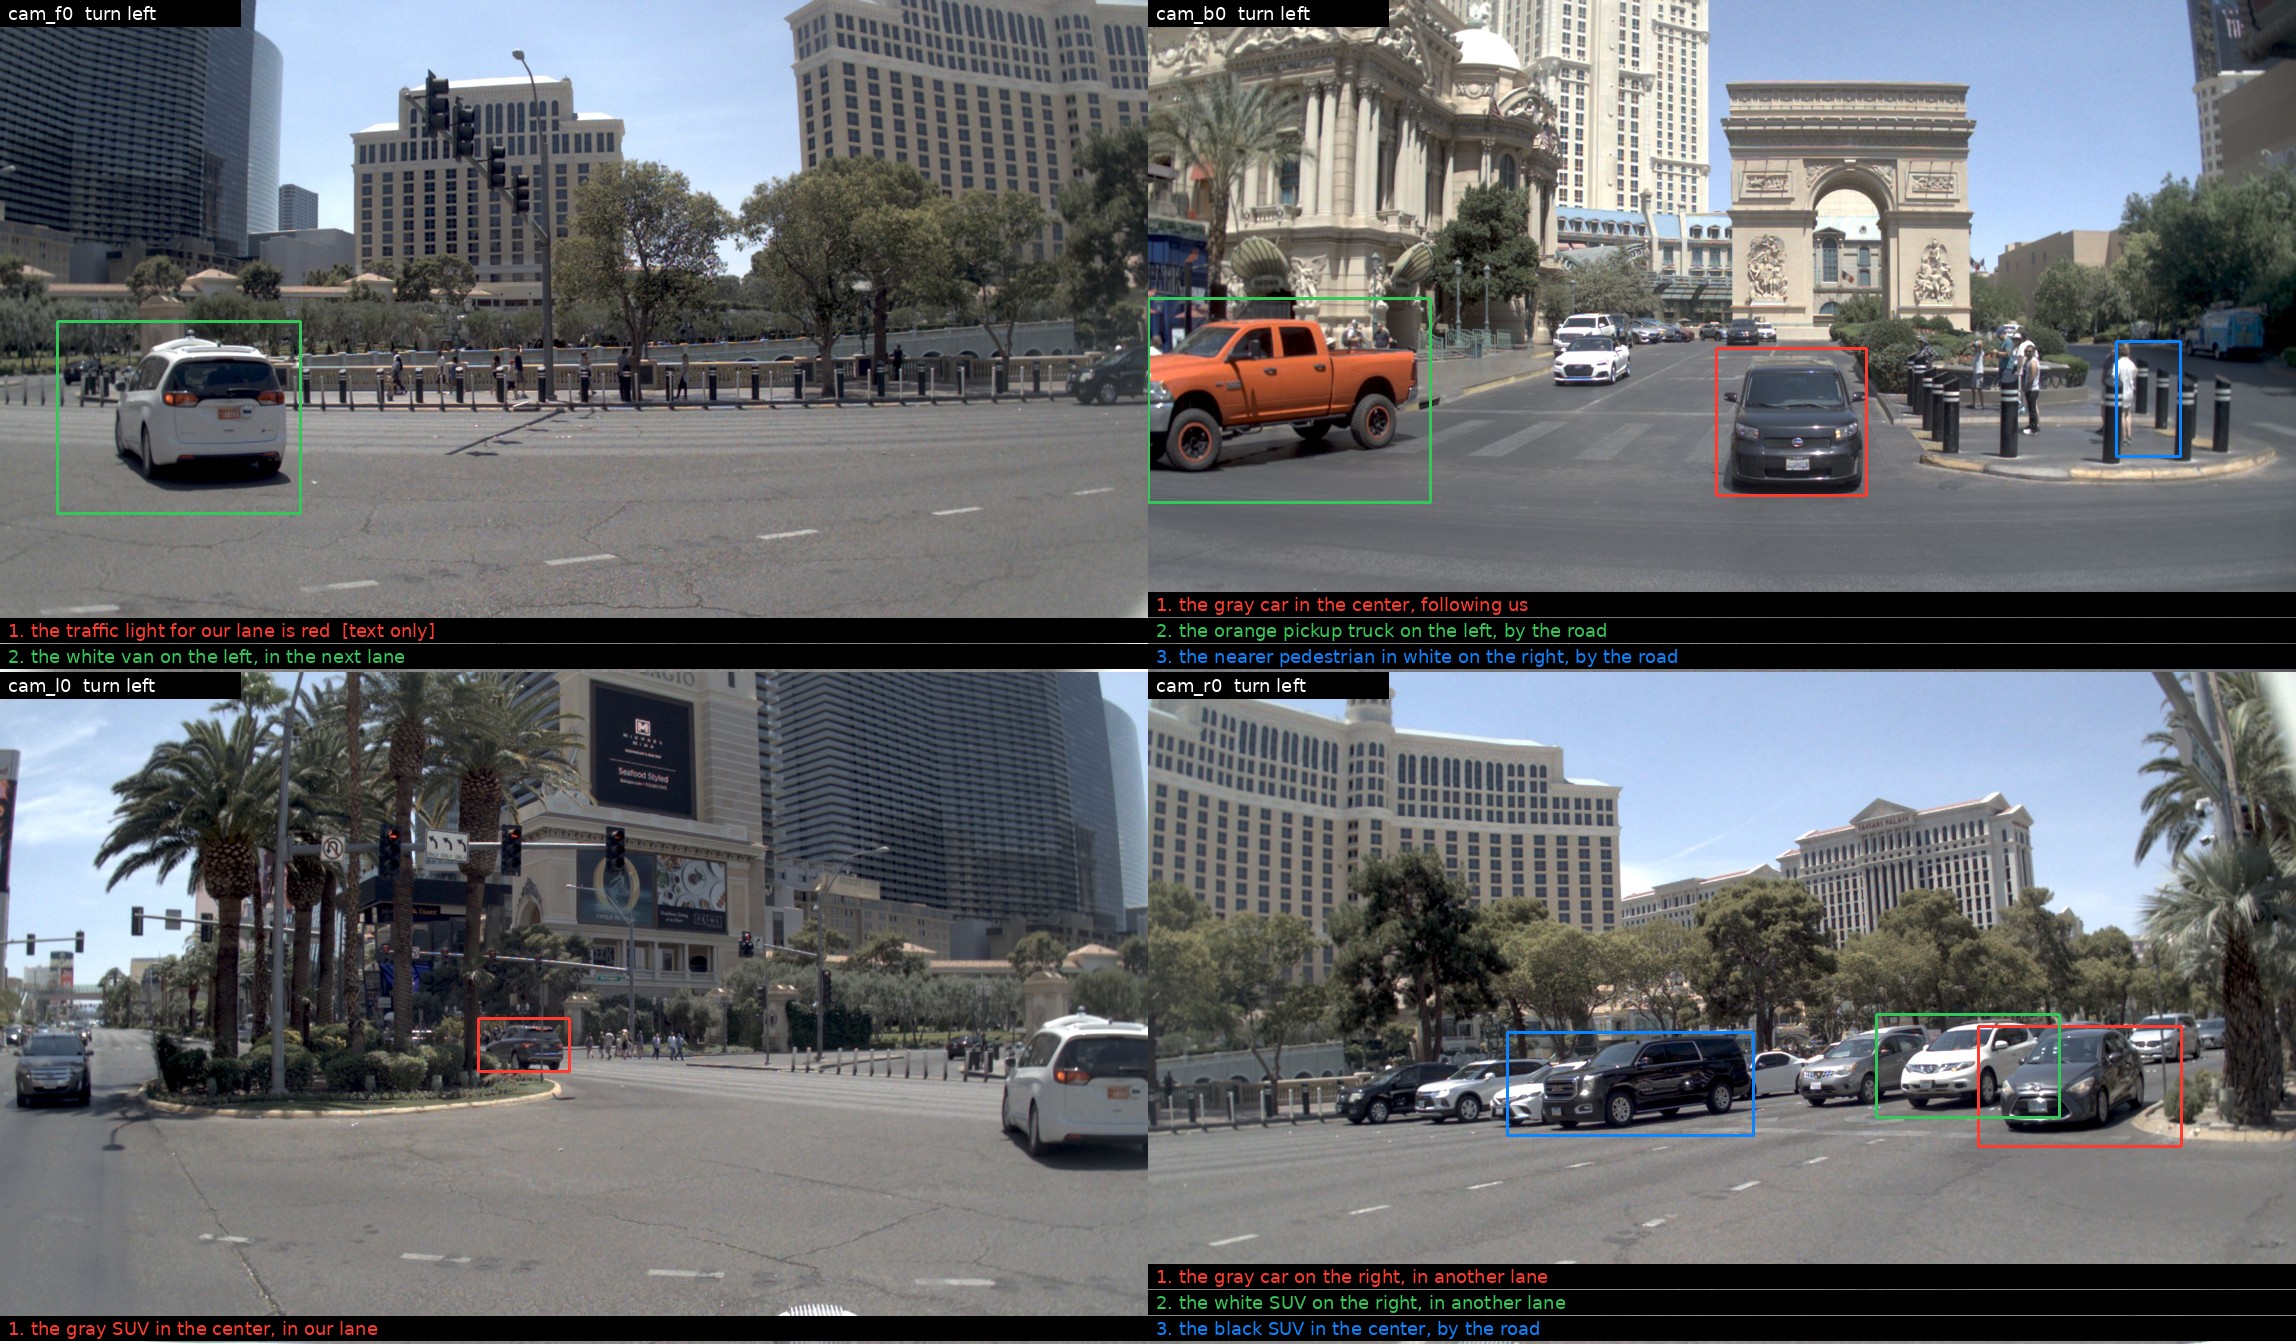 cam_f0 turn left
1. the traffic light for our lane is red [text only]
2. the white van on the left, in the next lane
cam_b0 turn left
1. the gray car in the center, following us
2. the orange pickup truck on the left, by the road
3. the nearer pedestrian in white on the right, by the road
cam_l0 turn left
MICHAEL
MINA
Seafood Styled
1. the gray SUV in the center, in our lane
cam_r0 turn left
CAESARS PALACE
1. the gray car on the right, in another lane
2. the white SUV on the right, in another lane
3. the black SUV in the center, by the road